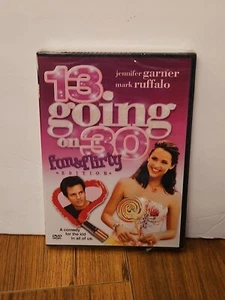 jennifer garner
mark ruffalo
13
going
on 30
fun&flirty
EDITION
A comedy
for the kid
in all of us.
DVD